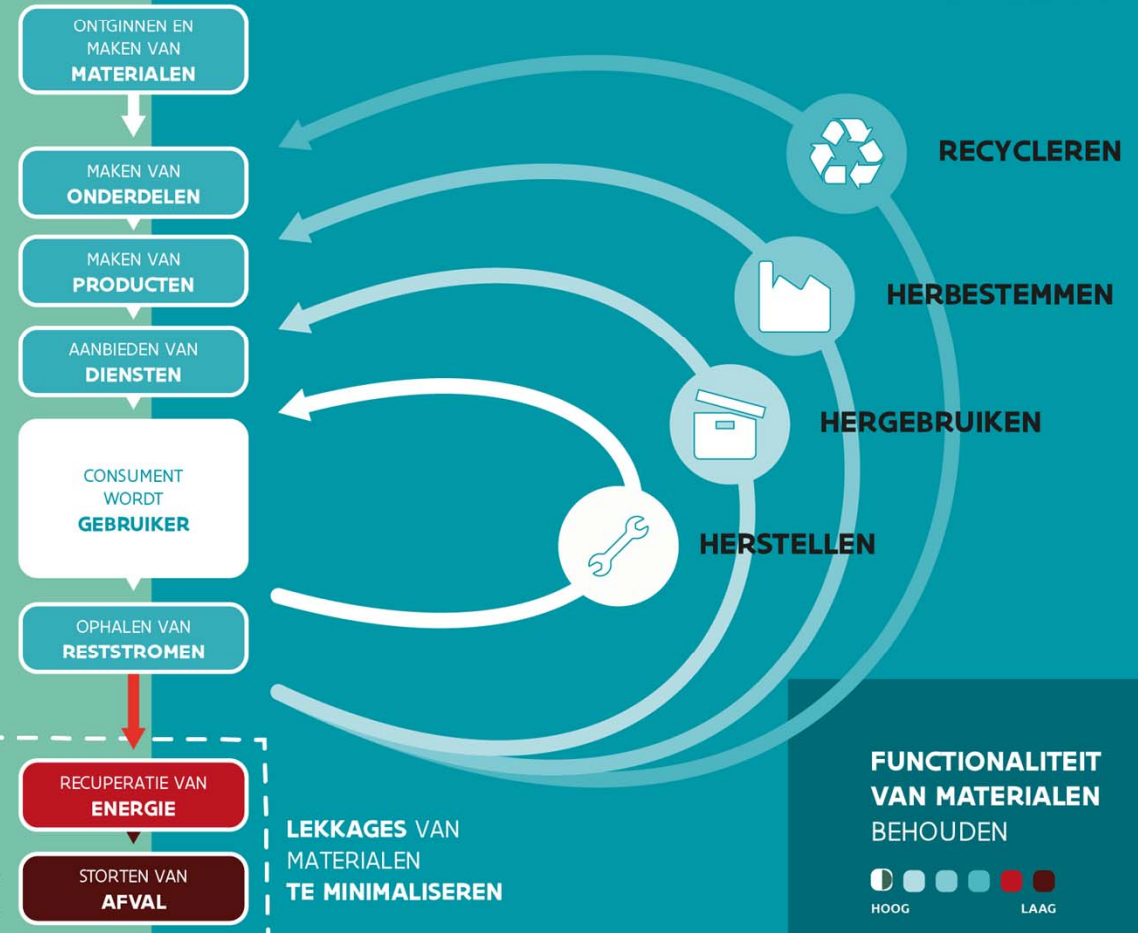 ONTGINNEN EN
MAKEN VAN
MATERIALEN
MAKEN VAN
ONDERDELEN
MAKEN VAN
PRODUCTEN
AANBIEDEN VAN
DIENSTEN
CONSUMENT
WORDT
GEBRUIKER
OPHALEN VAN
RESTSTROMEN
RECUPERATIE VAN
ENERGIE
STORTEN VAN
AFVAL
RECYCLEREN
HERBESTEMMEN
HERGEBRUIKEN
HERSTELLEN
LEKKAGES VAN
MATERIALEN
TE MINIMALISEREN
FUNCTIONALITEIT
VAN MATERIALEN
BEHOUDEN
HOOG
LAAG